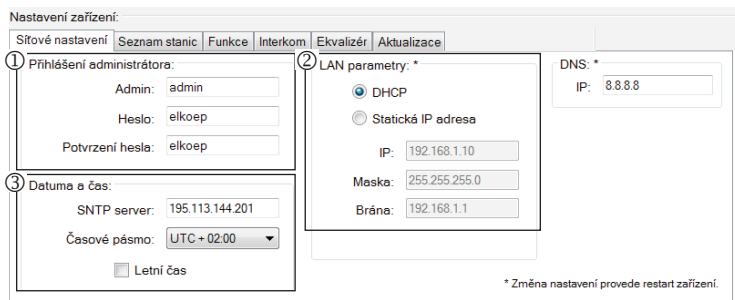 Nastavení zařízení:
Síťové nastavení Seznam stanic Funkce Interkom Ekvalizér Aktualizace
① Přihlášení administrátora:
Admin: admin
Heslo: elkoep
Potvrzení hesla: elkoep
② LAN parametry: *
DHCP
Statická IP adresa
IP: 192.168.1.10
Maska: 255.255.255.0
Brána: 192.168.1.1
DNS: *
IP: 8.8.8.8
③ Datuma a čas:
SNTP server: 195.113.144.201
Časové pásmo: UTC + 02:00
Letní čas
* Změna nastavení provede restart zařízení.